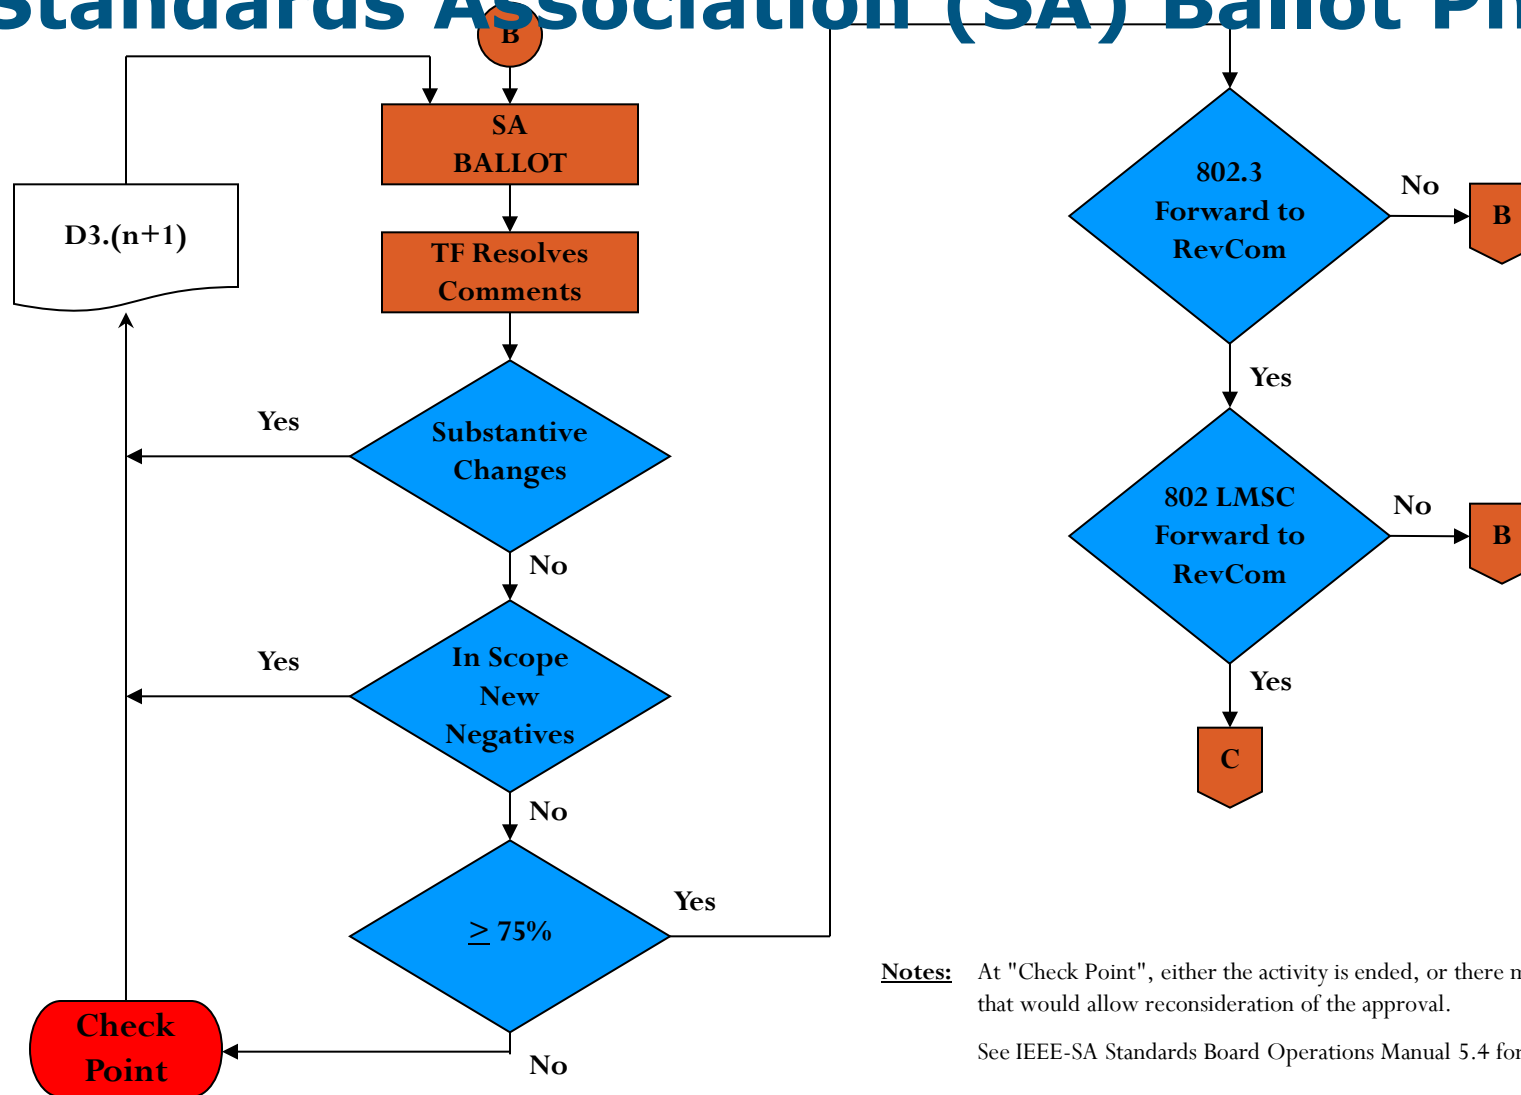 Standards Association (SA) Ballot
B
SA
BALLOT
D3.(n+1)
TF Resolves
Comments
Substantive
Changes
Yes
No
In Scope
New
Negatives
Yes
No
≥ 75%
Yes
No
Check
Point
802.3
Forward to
RevCom
No
B
Yes
802 LMSC
Forward to
RevCom
No
B
Yes
C
Notes: At "Check Point", either the activity is ended, or there
that would allow reconsideration of the approval.
See IEEE-SA Standards Board Operations Manual 5.4 for